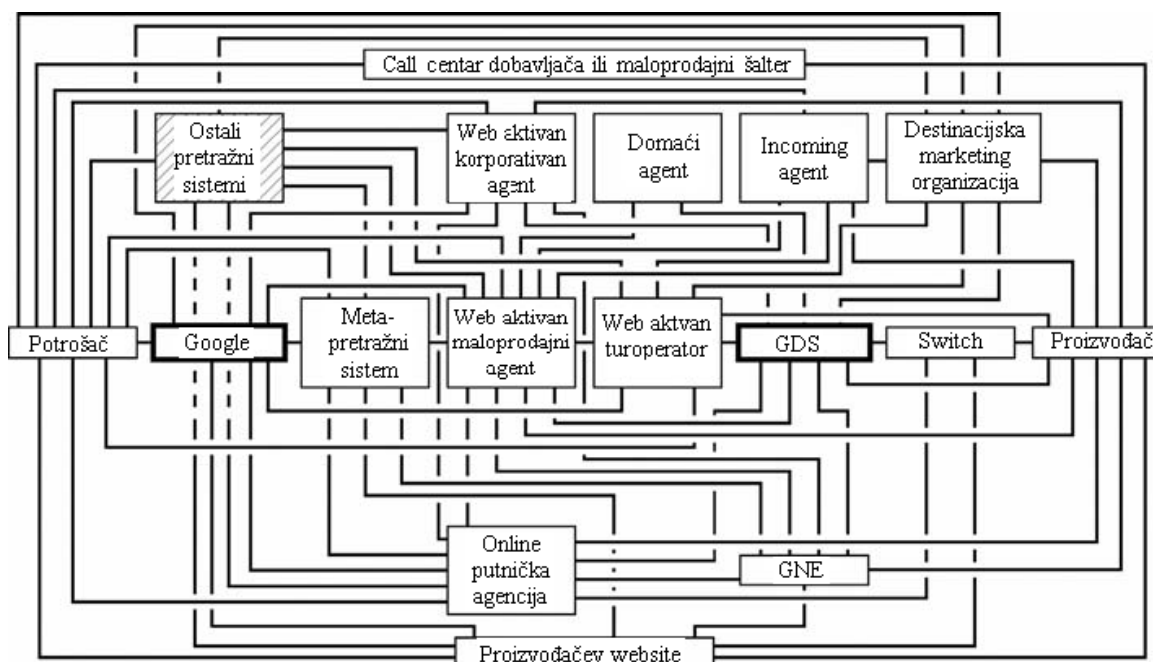 Call centar dobavljača ili maloprodajni šalter
Ostali
pretražni
sistemi
Web aktivan
korporativan
agent
Domaći
agent
Incoming
agent
Destinacijska
marketing
organizacija
Potrošač
Google
Meta-
pretražni
sistem
Web aktivan
maloprodajni
agent
Web aktvan
turoperator
GDS
Switch
Proizvođač
Online
putnička
agencija
GNE
Proizvođačev website